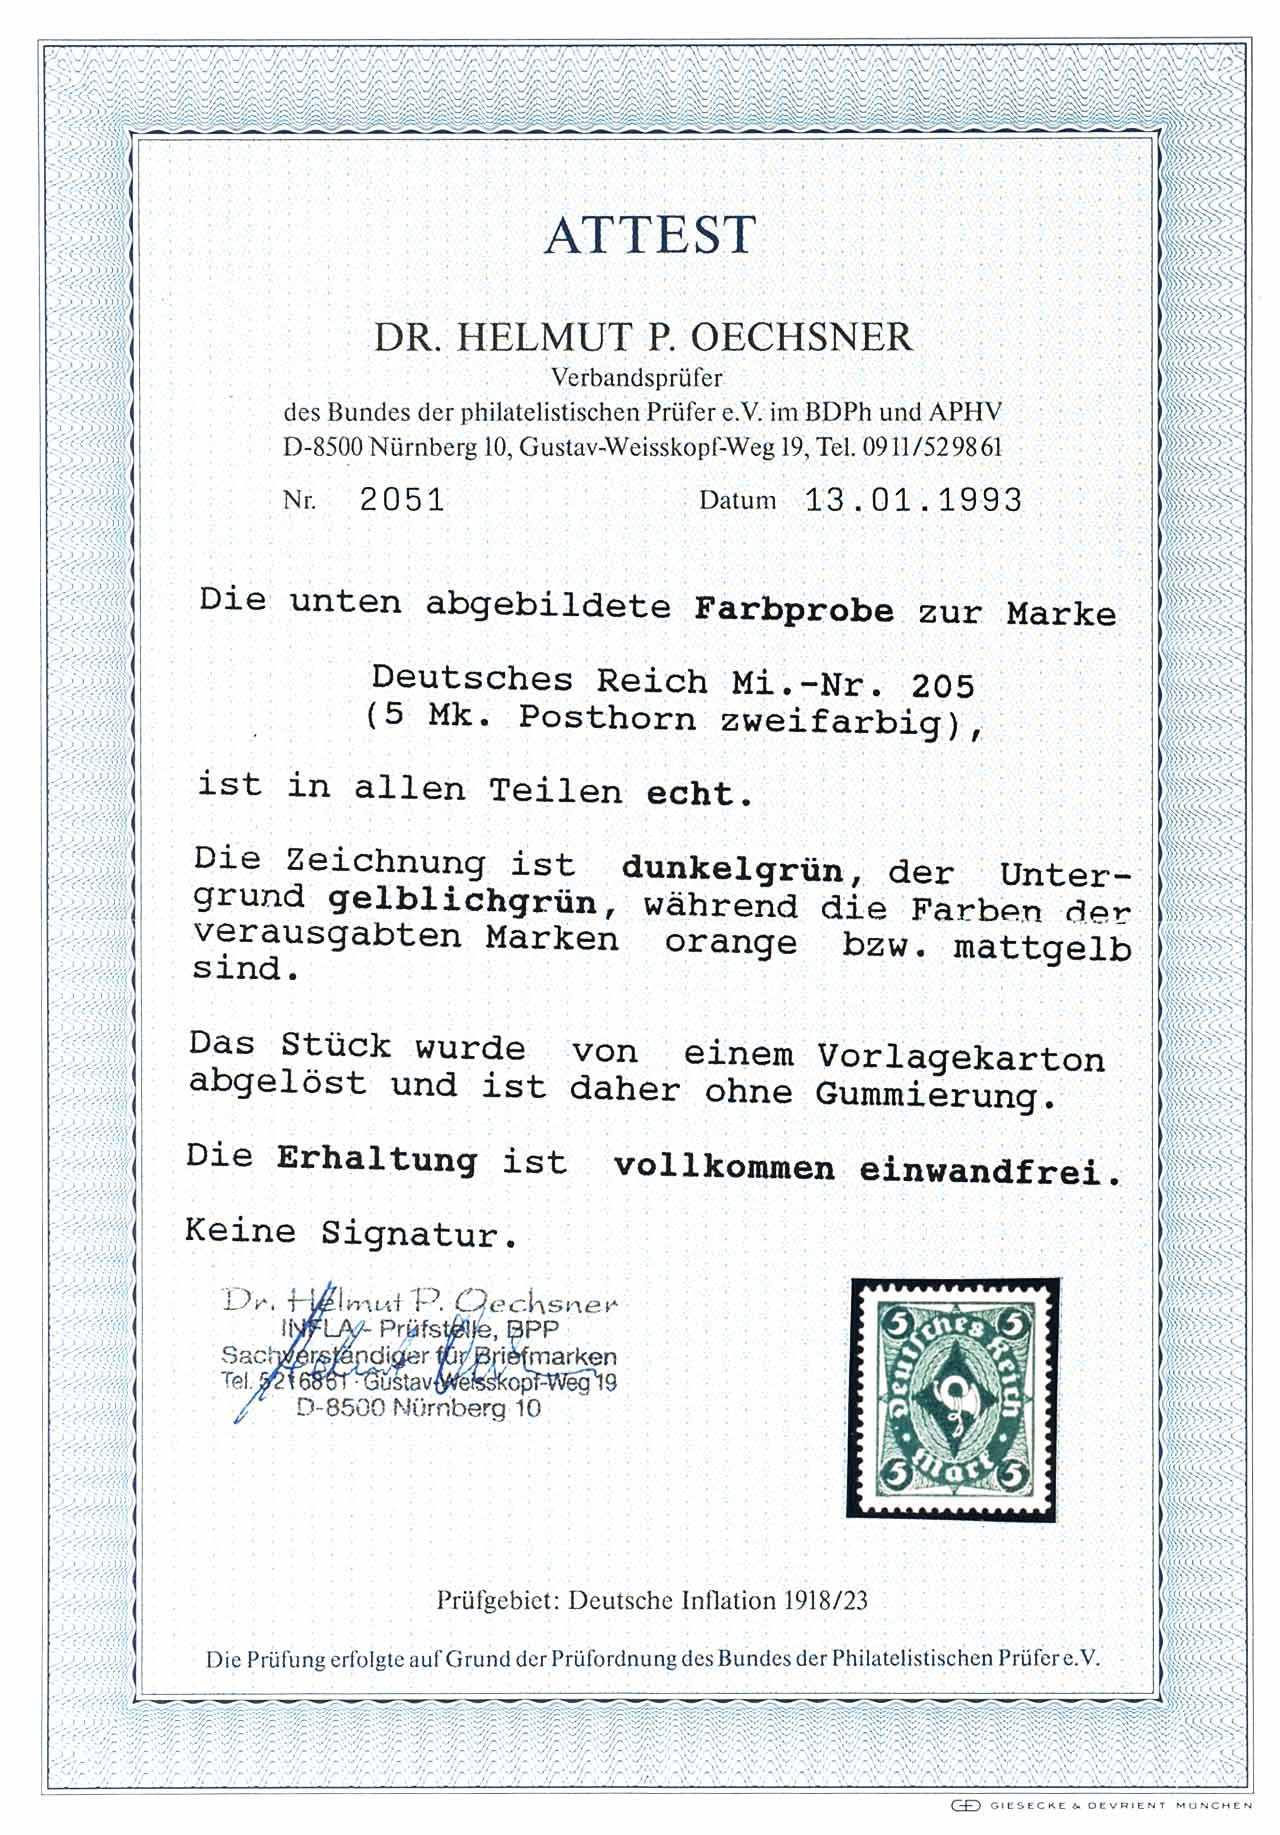 ATTEST
DR. HELMUT P. OECHSNER
Verbandsprüfer
des Bundes der philatelistischen Prüfer e.V. im BDPh und APHV
D-8500 Nürnberg 10, Gustav-Weisskopf-Weg 19, Tel. 0911/529861
Nr. 2051 Datum 13.01.1993
Die unten abgebildete Farbprobe zur Marke
Deutsches Reich Mi.-Nr. 205
(5 Mk. Posthorn zweifarbig),
ist in allen Teilen echt.
Die Zeichnung ist dunkelgrün, der Unter-
grund gelblichgrün, während die Farben der
verausgabten Marken orange bzw. mattgelb
sind.
Das Stück wurde von einem Vorlagekarton
abgelöst und ist daher ohne Gummierung.
Die Erhaltung ist vollkommen einwandfrei.
Keine Signatur.
Dr. Helmut P. Oechsner
INFLA - Prüfstelle, BPP
Sachverständiger für Briefmarken
Tel. 5216861 · Gustav-Weisskopf-Weg 19
D-8500 Nürnberg 10
5 5
Deutsches Reich
Mark
5 5
Prüfgebiet: Deutsche Inflation 1918/23
Die Prüfung erfolgte auf Grund der Prüfordnung des Bundes der Philatelistischen Prüfer e.V.
GIESECKE & DEVRIENT MÜNCHEN